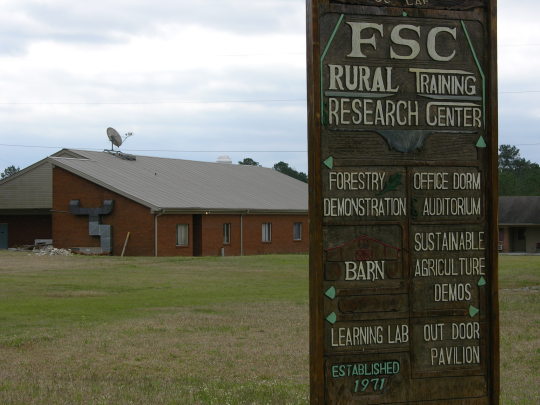 FSC
RURAL TRAINING
RESEARCH CENTER
FORESTRY
DEMONSTRATION
OFFICE DORM
AUDITORIUM
BARN
SUSTAINABLE
AGRICULTURE
DEMOS
LEARNING LAB
OUT DOOR
PAVILION
ESTABLISHED
1971